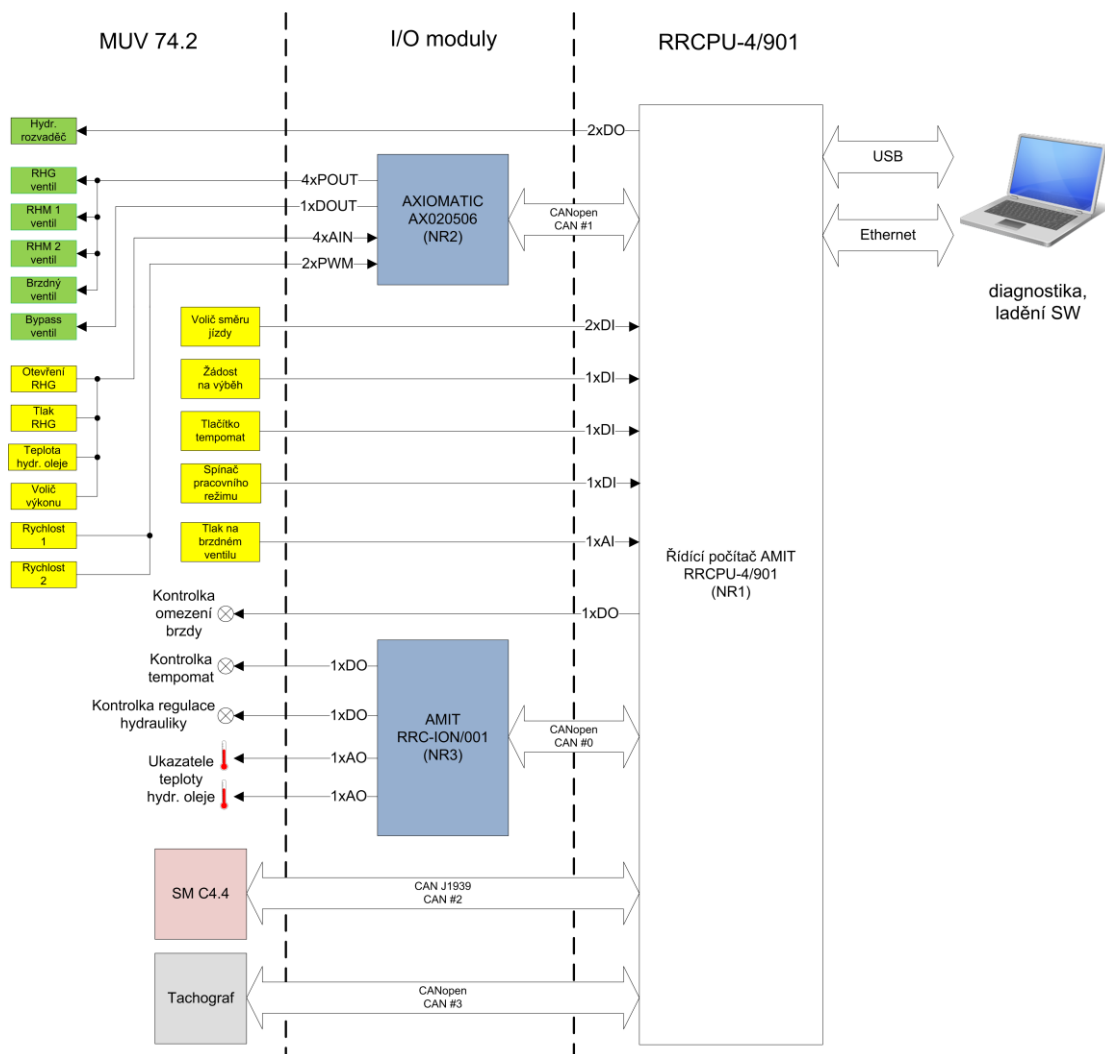 MUV 74.2
I/O moduly
RRCPU-4/901
Hydr.
rozvaděč
2xDO
RHG
ventil
4xPOUT
RHM 1
ventil
1xDOUT
RHM 2
ventil
4xAIN
Brzdný
ventil
2xPWM
Bypass
ventil
AXIOMATIC
AX020506
(NR2)
CANopen
CAN #1
USB
Ethernet
diagnostika,
ladění SW
Volič směru
jízdy
2xDI
Otevření
RHG
Žádost
na výběh
1xDI
Tlak
RHG
Tlačítko
tempomat
1xDI
Teplota
hydr. oleje
Spínač
pracovního
režimu
1xDI
Volič
výkonu
Rychlost
1
Tlak na
brzdném
ventilu
1xAI
Rychlost
2
Řídící počítač AMIT
RRCPU-4/901
(NR1)
Kontrolka
omezení
brzdy
1xDO
Kontrolka
tempomat
1xDO
Kontrolka regulace
hydrauliky
1xDO
AMIT
RRC-ION/001
(NR3)
CANopen
CAN #0
Ukazatele
teploty
hydr. oleje
1xAO
1xAO
SM C4.4
CAN J1939
CAN #2
Tachograf
CANopen
CAN #3